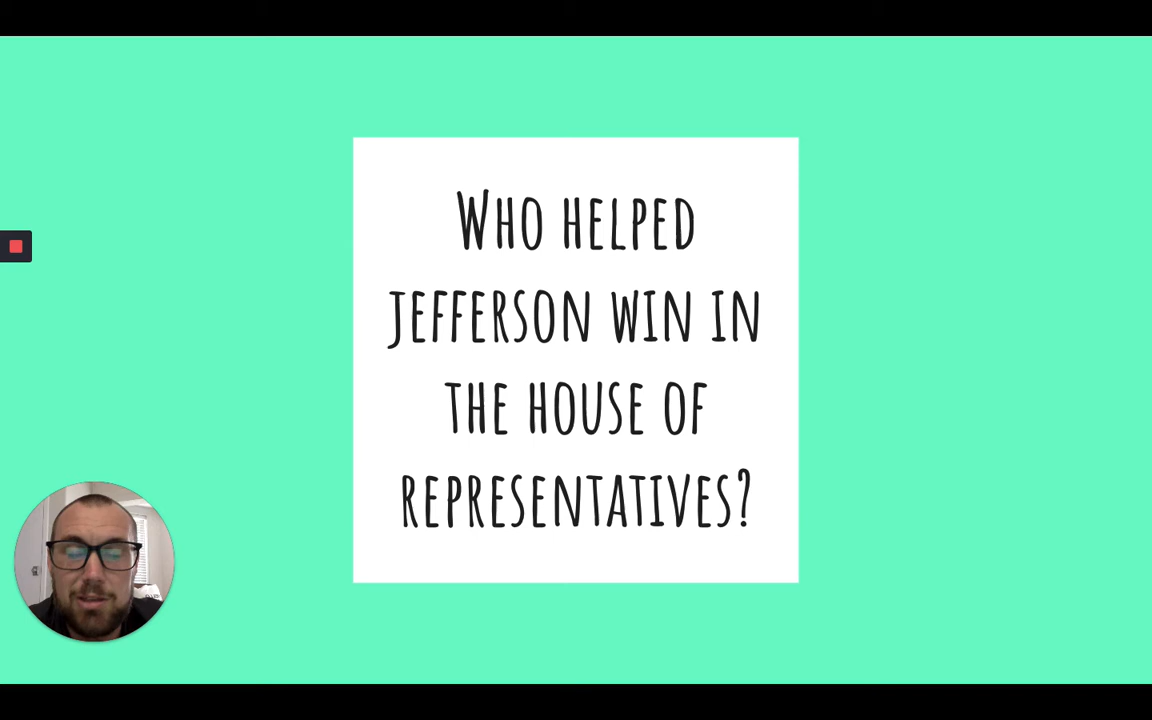 Who helped
Jefferson win in
the House of
Representatives?